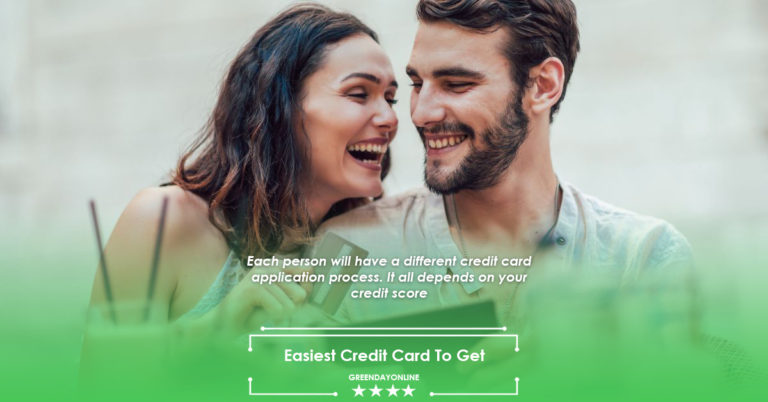 Each person will have a different credit card
application process. It all depends on your
credit score
Easiest Credit Card To Get
GREENDAYONLINE